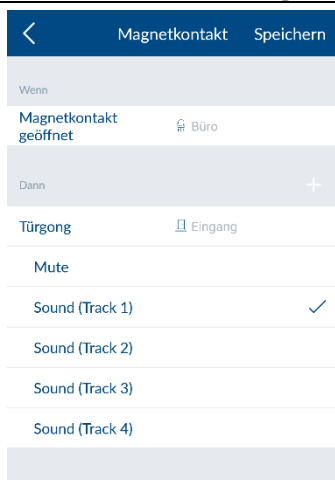 Magnetkontakt Speichern
Wenn
Magnetkontakt
geöffnet
Büro
Dann
Türgong Eingang
Mute
Sound (Track 1)
Sound (Track 2)
Sound (Track 3)
Sound (Track 4)